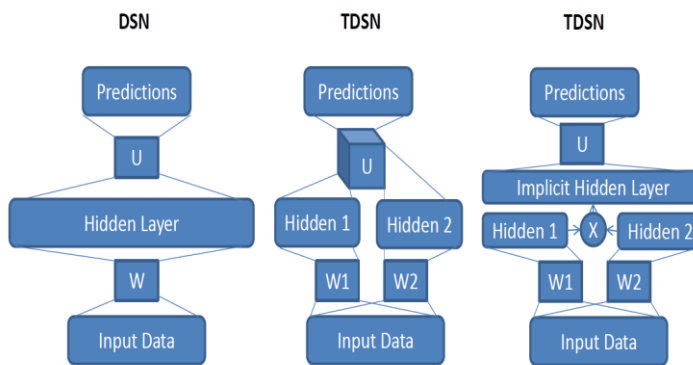 DSN
Predictions
U
Hidden Layer
W
Input Data
TDSN
Predictions
U
Hidden 1
Hidden 2
W1
W2
Input Data
TDSN
Predictions
U
Implicit Hidden Layer
Hidden 1
X
Hidden 2
W1
W2
Input Data